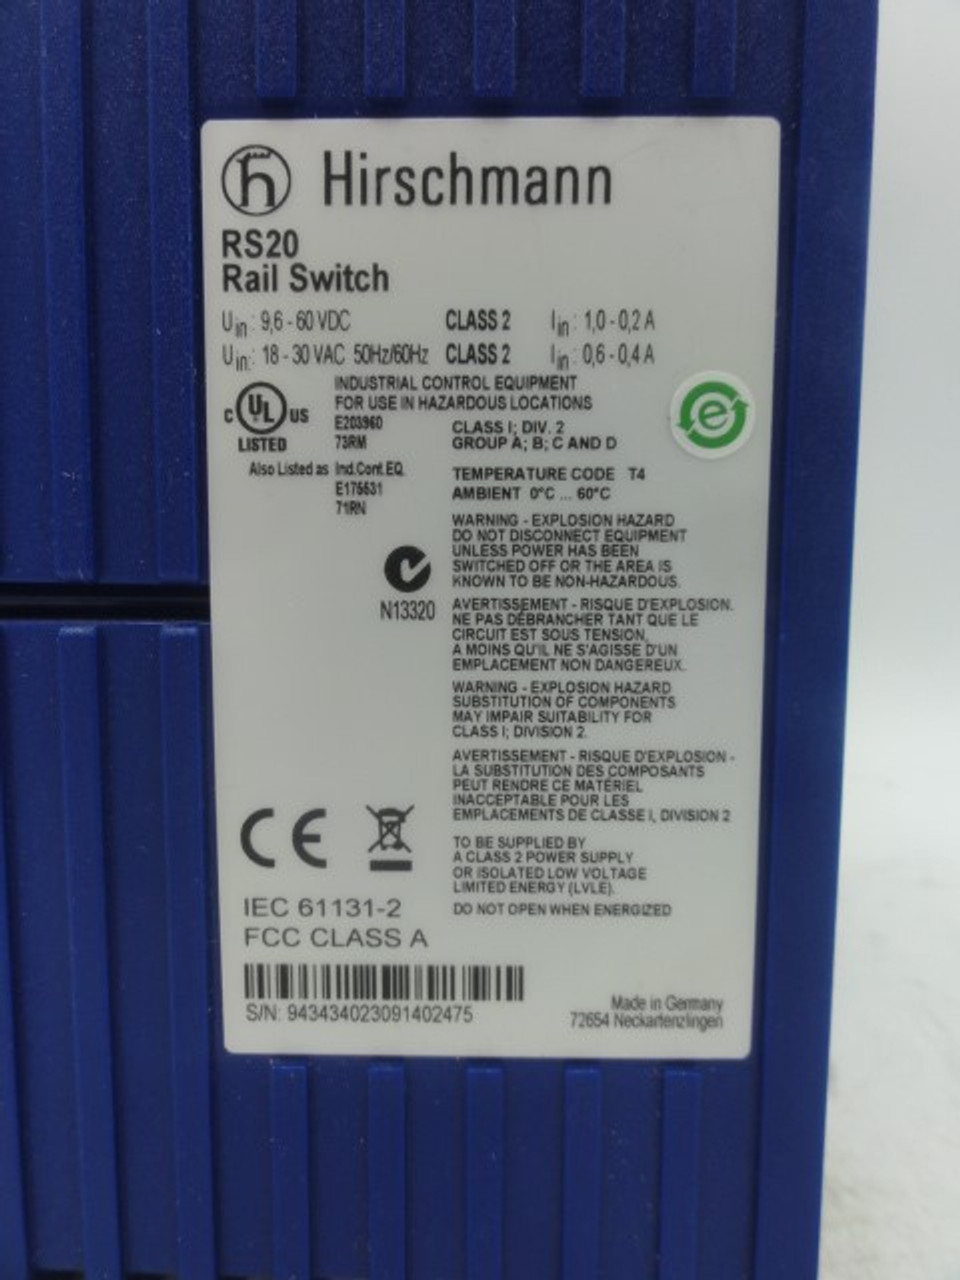 Hirschmann
RS20
Rail Switch
Uin: 9,6 - 60 VDC CLASS 2 Iin: 1,0 - 0,2 A
Uin: 18 - 30 VAC 50Hz/60Hz CLASS 2 Iin: 0,6 - 0,4 A
INDUSTRIAL CONTROL EQUIPMENT
FOR USE IN HAZARDOUS LOCATIONS
C UL US
LISTED
E203960
73RM
CLASS I; DIV. 2
GROUP A; B; C AND D
e
Also Listed as Ind.Cont.EQ.
E175531
71RN
TEMPERATURE CODE T4
AMBIENT 0°C ... 60°C
WARNING - EXPLOSION HAZARD
DO NOT DISCONNECT EQUIPMENT
UNLESS POWER HAS BEEN
SWITCHED OFF OR THE AREA IS
KNOWN TO BE NON-HAZARDOUS.
N13320
AVERTISSEMENT - RISQUE D'EXPLOSION.
NE PAS DÉBRANCHER TANT QUE LE
CIRCUIT EST SOUS TENSION,
A MOINS QU'IL NE S'AGISSE D'UN
EMPLACEMENT NON DANGEREUX.
WARNING - EXPLOSION HAZARD
SUBSTITUTION OF COMPONENTS
MAY IMPAIR SUITABILITY FOR
CLASS I; DIVISION 2.
AVERTISSEMENT - RISQUE D'EXPLOSION -
LA SUBSTITUTION DES COMPOSANTS
PEUT RENDRE CE MATÉRIEL
INACCEPTABLE POUR LES
EMPLACEMENTS DE CLASSE I, DIVISION 2
CE
TO BE SUPPLIED BY
A CLASS 2 POWER SUPPLY
OR ISOLATED LOW VOLTAGE
LIMITED ENERGY (LVLE).
DO NOT OPEN WHEN ENERGIZED
IEC 61131-2
FCC CLASS A
S/N: 943434023091402475
Made in Germany
72654 Neckartenzlingen